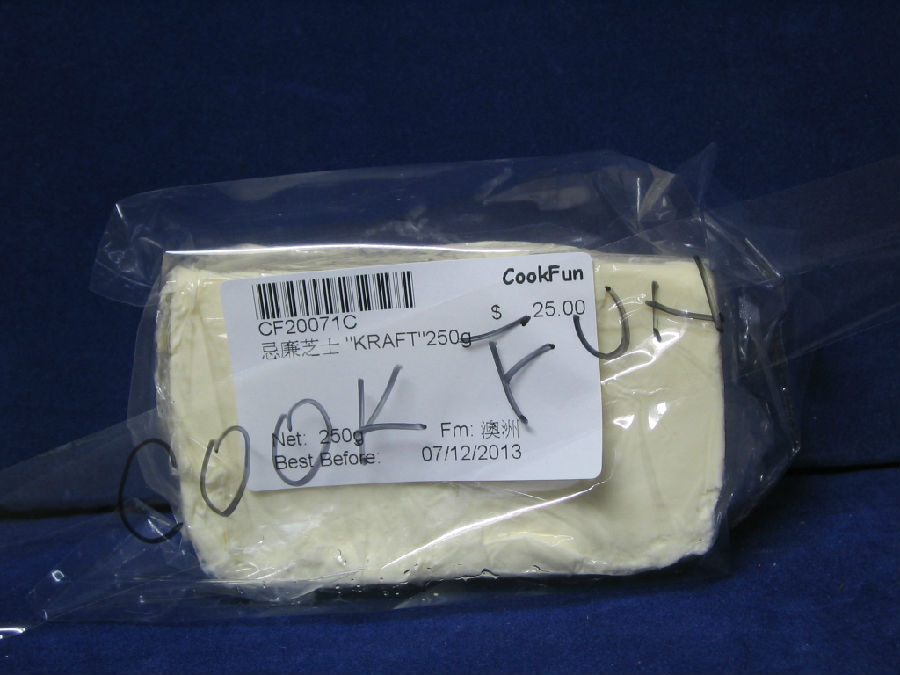 CookFun
CF20071C
$ 25.00
忌廉芝士 "KRAFT"250g
COOK FUN
Net: 250g
Fm: 澳洲
Best Before: 07/12/2013